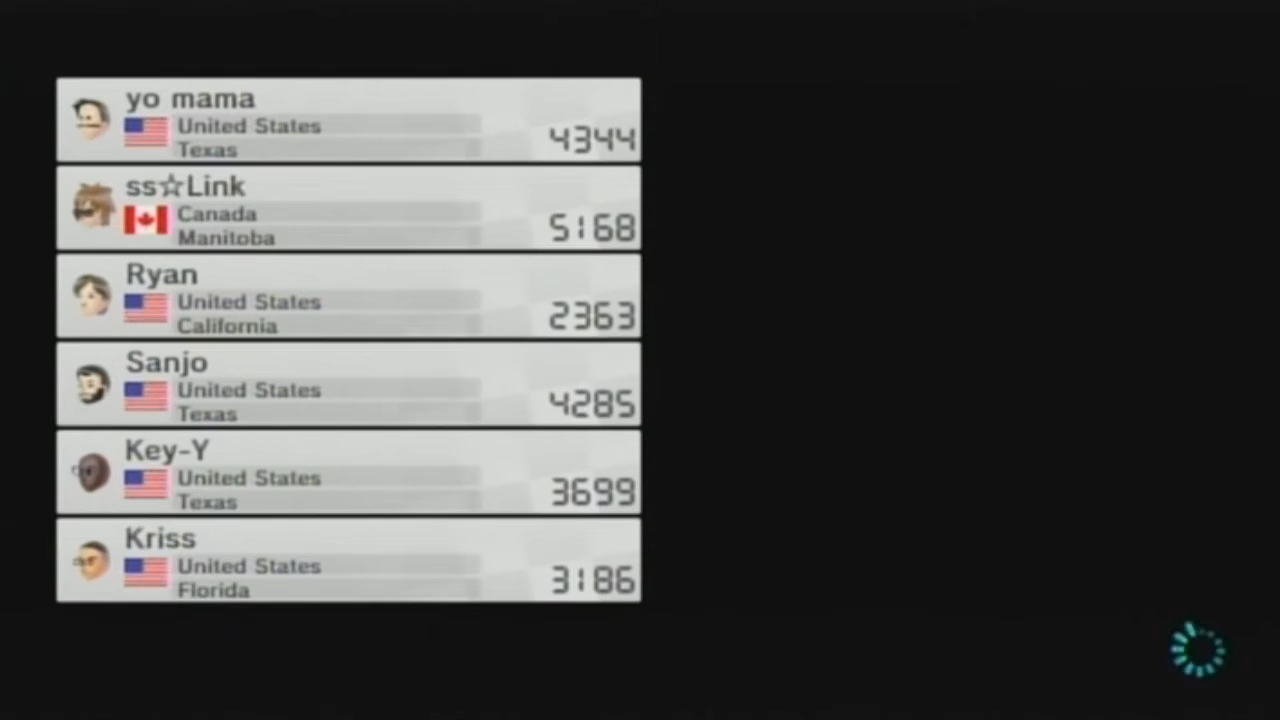 yo mama
United States
Texas
4344
ss☆Link
Canada
Manitoba
5168
Ryan
United States
California
2363
Sanjo
United States
Texas
4285
Key-Y
United States
Texas
3699
Kriss
United States
Florida
3186